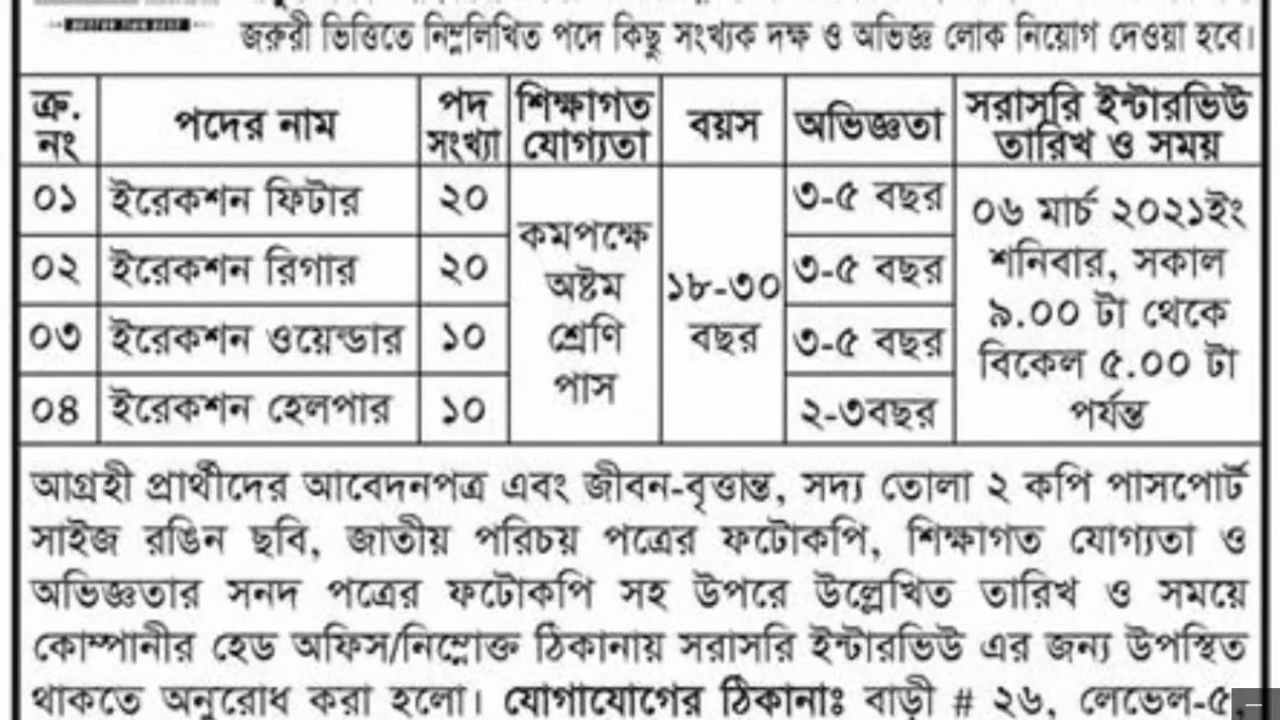 জরুরী ভিত্তিতে নিম্নলিখিত পদে কিছু সংখ্যক দক্ষ ও অভিজ্ঞ লোক নিয়োগ দেওয়া হবে।
ক্র. নং পদের নাম পদ সংখ্যা শিক্ষাগত যোগ্যতা বয়স অভিজ্ঞতা সরাসরি ইন্টারভিউ তারিখ ও সময়
০১ ইরেকশন ফিটার ২০ কমপক্ষে অষ্টম শ্রেণি পাস ১৮-৩০ বছর ৩-৫ বছর ০৬ মার্চ ২০২১ইং শনিবার, সকাল ৯.০০ টা থেকে বিকেল ৫.০০ টা পর্যন্ত
০২ ইরেকশন রিগার ২০ ৩-৫ বছর
০৩ ইরেকশন ওয়েল্ডার ১০ ৩-৫ বছর
০৪ ইরেকশন হেলপার ১০ ২-৩বছর
আগ্রহী প্রার্থীদের আবেদনপত্র এবং জীবন-বৃত্তান্ত, সদ্য তোলা ২ কপি পাসপোর্ট
সাইজ রঙিন ছবি, জাতীয় পরিচয় পত্রের ফটোকপি, শিক্ষাগত যোগ্যতা ও
অভিজ্ঞতার সনদ পত্রের ফটোকপি সহ উপরে উল্লেখিত তারিখ ও সময়ে
কোম্পানীর হেড অফিস/নিম্নোক্ত ঠিকানায় সরাসরি ইন্টারভিউ এর জন্য উপস্থিত
থাকতে অনুরোধ করা হলো। যোগাযোগের ঠিকানাঃ বাড়ী # ২৬, লেভেল-৫,